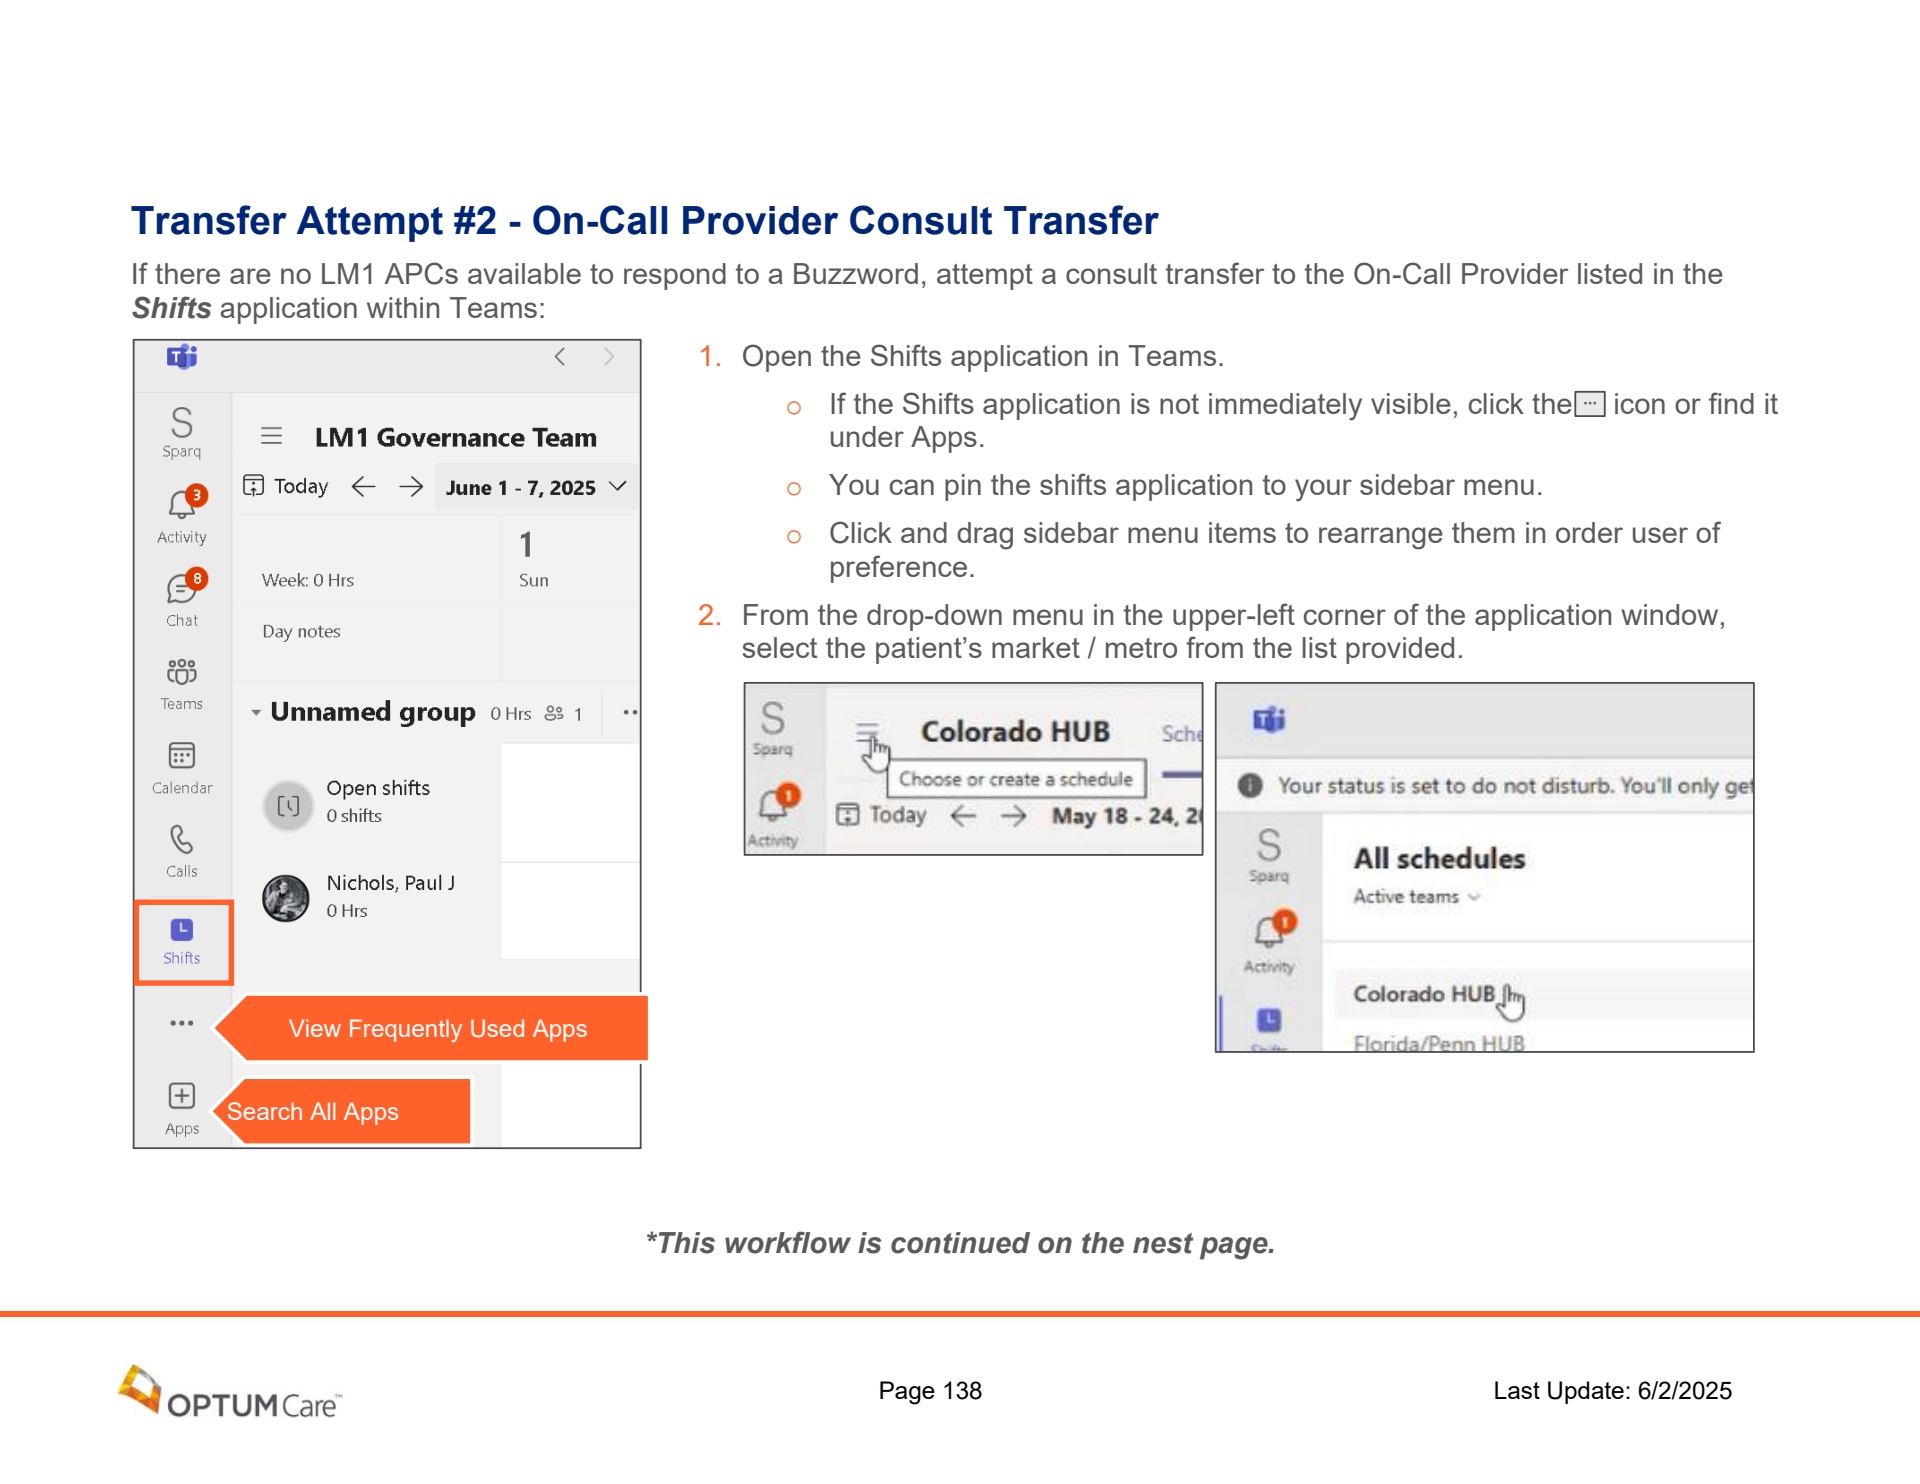 Transfer Attempt #2 - On-Call Provider Consult Transfer
If there are no LM1 APCs available to respond to a Buzzword, attempt a consult transfer to the On-Call Provider listed in the
Shifts application within Teams:
Sparq
LM1 Governance Team
Today
June 1 - 7, 2025
3
Activity
1
Week: 0 Hrs
Sun
8
Chat
Day notes
Teams
Unnamed group 0 Hrs 1
Calendar
Open shifts
0 shifts
Calls
Nichols, Paul J
0 Hrs
Shifts
View Frequently Used Apps
Search All Apps
Apps
1. Open the Shifts application in Teams.
o If the Shifts application is not immediately visible, click the ... icon or find it
under Apps.
o You can pin the shifts application to your sidebar menu.
o Click and drag sidebar menu items to rearrange them in order user of
preference.
2. From the drop-down menu in the upper-left corner of the application window,
select the patient's market / metro from the list provided.
S
Sparq
Colorado HUB Sche
Choose or create a schedule
1
Activity
Today
May 18 - 24, 2
Your status is set to do not disturb. You'll only get
S
Sparq
All schedules
Active teams
1
Activity
Colorado HUB
Florida/Penn HUB
*This workflow is continued on the nest page.
OPTUM Care™
Page 138
Last Update: 6/2/2025